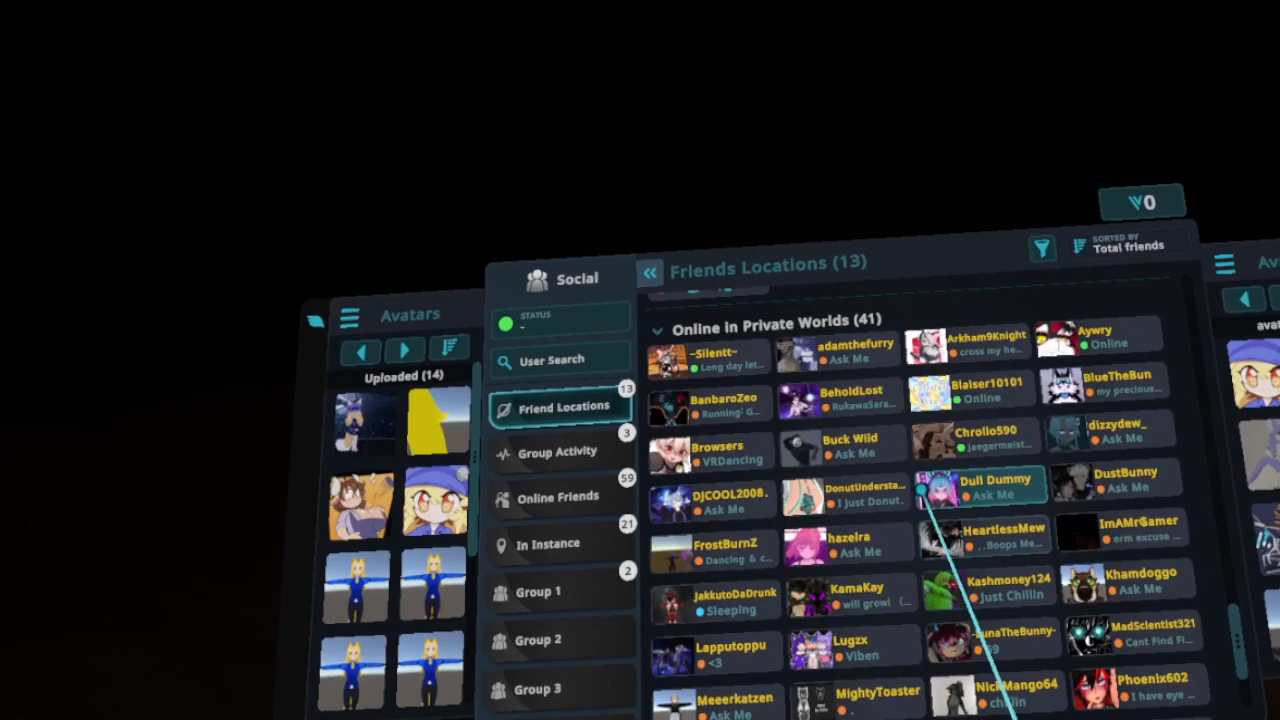 0
SORTED BY
Total friends
Friends Locations (13)
Social
STATUS
-
User Search
13
Friend Locations
3
Group Activity
59
Online Friends
21
In Instance
2
Group 1
Group 2
Group 3
Avatars
Uploaded (14)
Online in Private Worlds (41)
~Silentt~
Long day let...
adamthefurry
Ask Me
Arkham9Knight
cross my he...
Aywry
Online
BanbaroZeo
Running: G...
BeholdLost
RukawaSara...
Blaiser10101
Online
BlueTheBun
my precious...
Browsers
VRDancing
Buck Wild
Ask Me
Chrollo590
Jaegermeist...
dizzydew_
Ask Me
DJCOOL2008.
Ask Me
DonutUndersta...
I Just Donut.
Dull Dummy
Ask Me
DustBunny
Ask Me
FrostBurnZ
Dancing & c...
hazelra
Ask Me
HeartlessMew
. .Boops Me...
ImAMrGamer
erm excuse ...
JakkutoDaDrunk
Sleeping
KamaKay
will growl (...
Kashmoney124
Just Chillin
Khamdoggo
Ask Me
Lapputoppu
<3
Lugzx
Viben
-LunaTheBunny-
MadScientist321
Cant Find Fi...
Meeerkatzen
Ask Me
MightyToaster
.
NickMango64
chillin
Phoenix602
I have eye ...
Av
avat